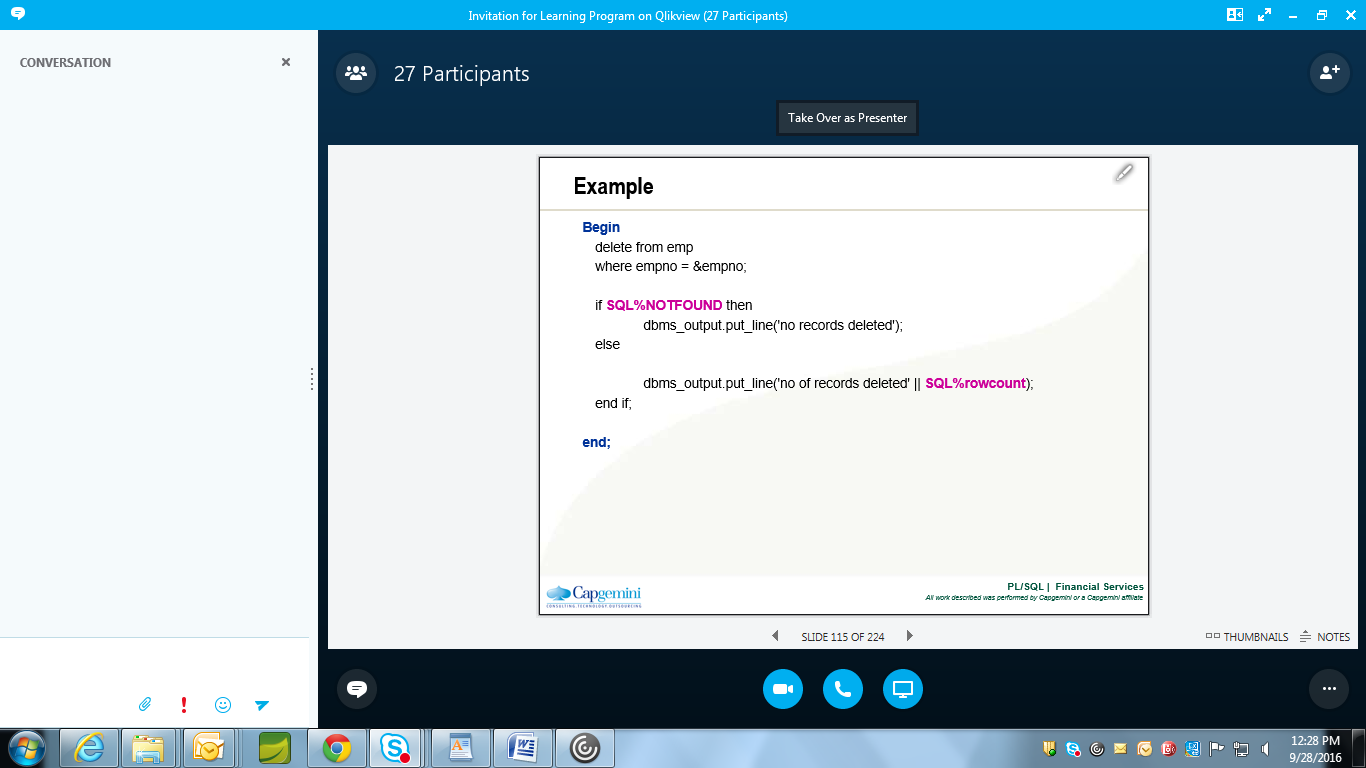 Invitation for Learning Program on Qlikview (27 Participants)
CONVERSATION
27 Participants
Take Over as Presenter
Example
Begin
delete from emp
where empno = &empno;
if SQL%NOTFOUND then
dbms_output.put_line('no records deleted');
else
dbms_output.put_line('no of records deleted' || SQL%rowcount);
end if;
end;
Capgemini
CONSULTING.TECHNOLOGY.OUTSOURCING
PL/SQL | Financial Services
All work described was performed by Capgemini or a Capgemini affiliate
SLIDE 115 OF 224
THUMBNAILS
NOTES
12:28 PM
9/28/2016